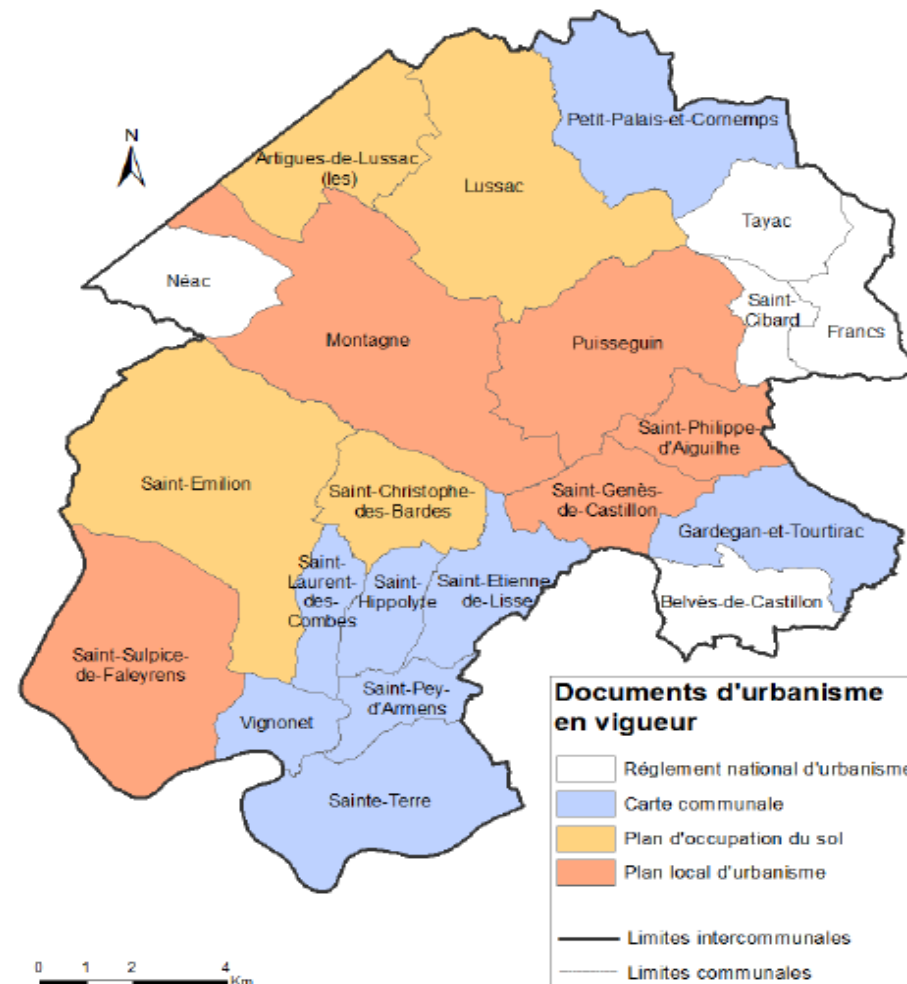 N
Petit-Palais-et-Cornemps
Artigues-de-Lussac
(les)
Lussac
Tayac
Néac
Saint-
Cibard
Francs
Montagne
Puisseguin
Saint-Philippe-
d'Aiguilhe
Saint-Emilion
Saint-Christophe-
des-Bardes
Saint-Genès-
de-Castillon
Gardegan-et-Tourtirac
Saint-
Laurent-
des-
Combes
Saint-
Hippolyte
Saint-Etienne-
de-Lisse
Belvès-de-Castillon
Saint-Sulpice-
de-Faleyrens
Saint-Pey-
d'Armens
Vignonet
Sainte-Terre
Documents d'urbanisme
en vigueur
Réglement national d'urbanisme
Carte communale
Plan d'occupation du sol
Plan local d'urbanisme
Limites intercommunales
Limites communales
0 1 2 4
Km